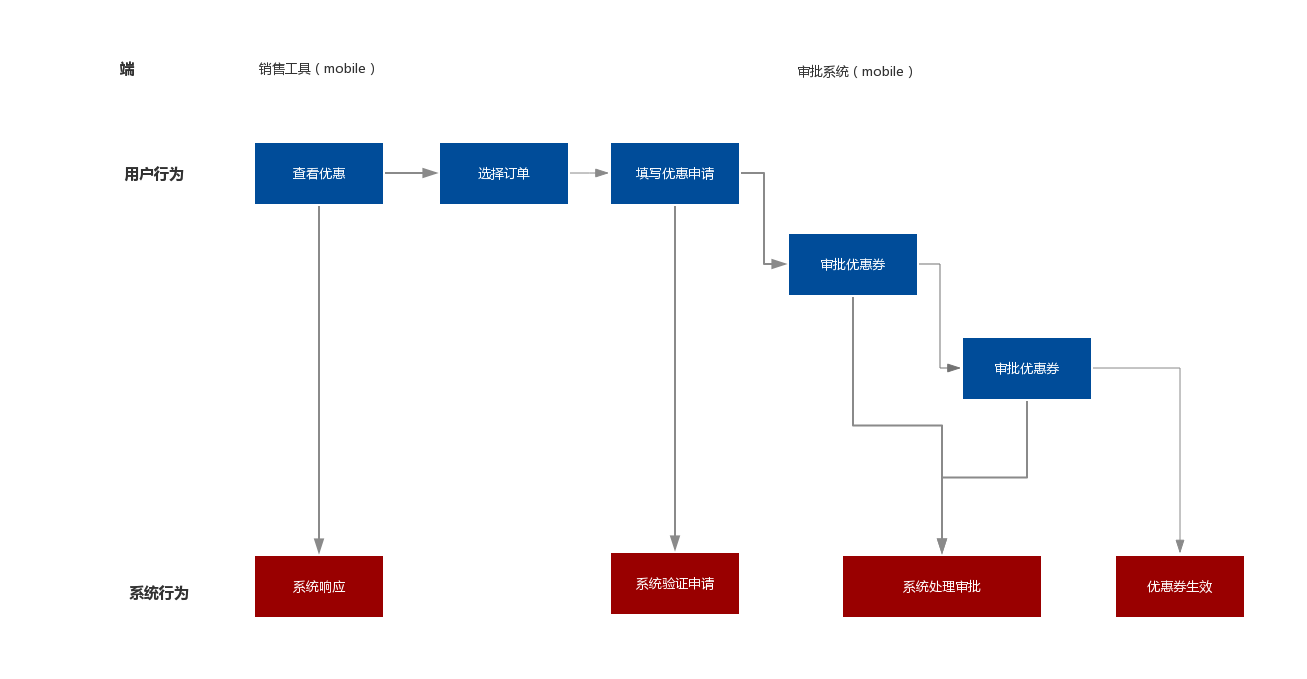 端
销售工具（mobile）
审批系统（mobile）
用户行为
查看优惠
选择订单
填写优惠申请
审批优惠券
审批优惠券
系统行为
系统响应
系统验证申请
系统处理审批
优惠券生效